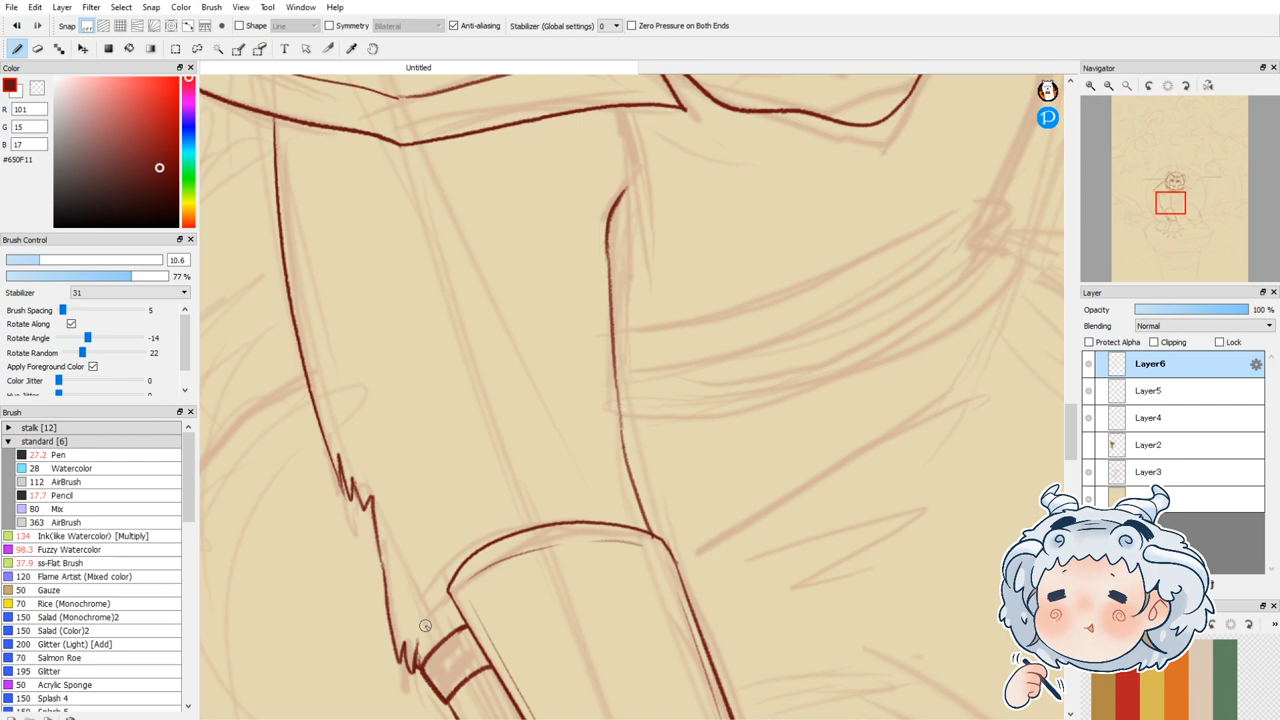 File Edit Layer Filter Select Snap Color Brush View Tool Window Help
Snap OFF Shape Line Symmetry Bilateral Anti-aliasing Stabilizer (Global settings) 0 Zero Pressure on Both Ends
Color
R 101
G 15
B 17
#650F11
Brush Control
10.6
77 %
Stabilizer 31
Brush Spacing 5
Rotate Along
Rotate Angle -14
Rotate Random 22
Apply Foreground Color
Color Jitter 0
Brush
stalk [12]
standard [6]
27.2 Pen
28 Watercolor
112 AirBrush
17.7 Pencil
80 Mix
363 AirBrush
134 Ink(like Watercolor) [Multiply]
98.3 Fuzzy Watercolor
37.9 ss-Flat Brush
120 Flame Artist (Mixed color)
50 Gauze
70 Rice (Monochrome)
150 Salad (Monochrome)2
150 Salad (Color)2
200 Glitter (Light) [Add]
70 Salmon Roe
195 Glitter
50 Acrylic Sponge
150 Splash 4
150 Splash 5
Untitled
P
Navigator
Layer
Opacity 100 %
Blending Normal
Protect Alpha Clipping Lock
Layer6
Layer5
Layer4
Layer2
Layer3